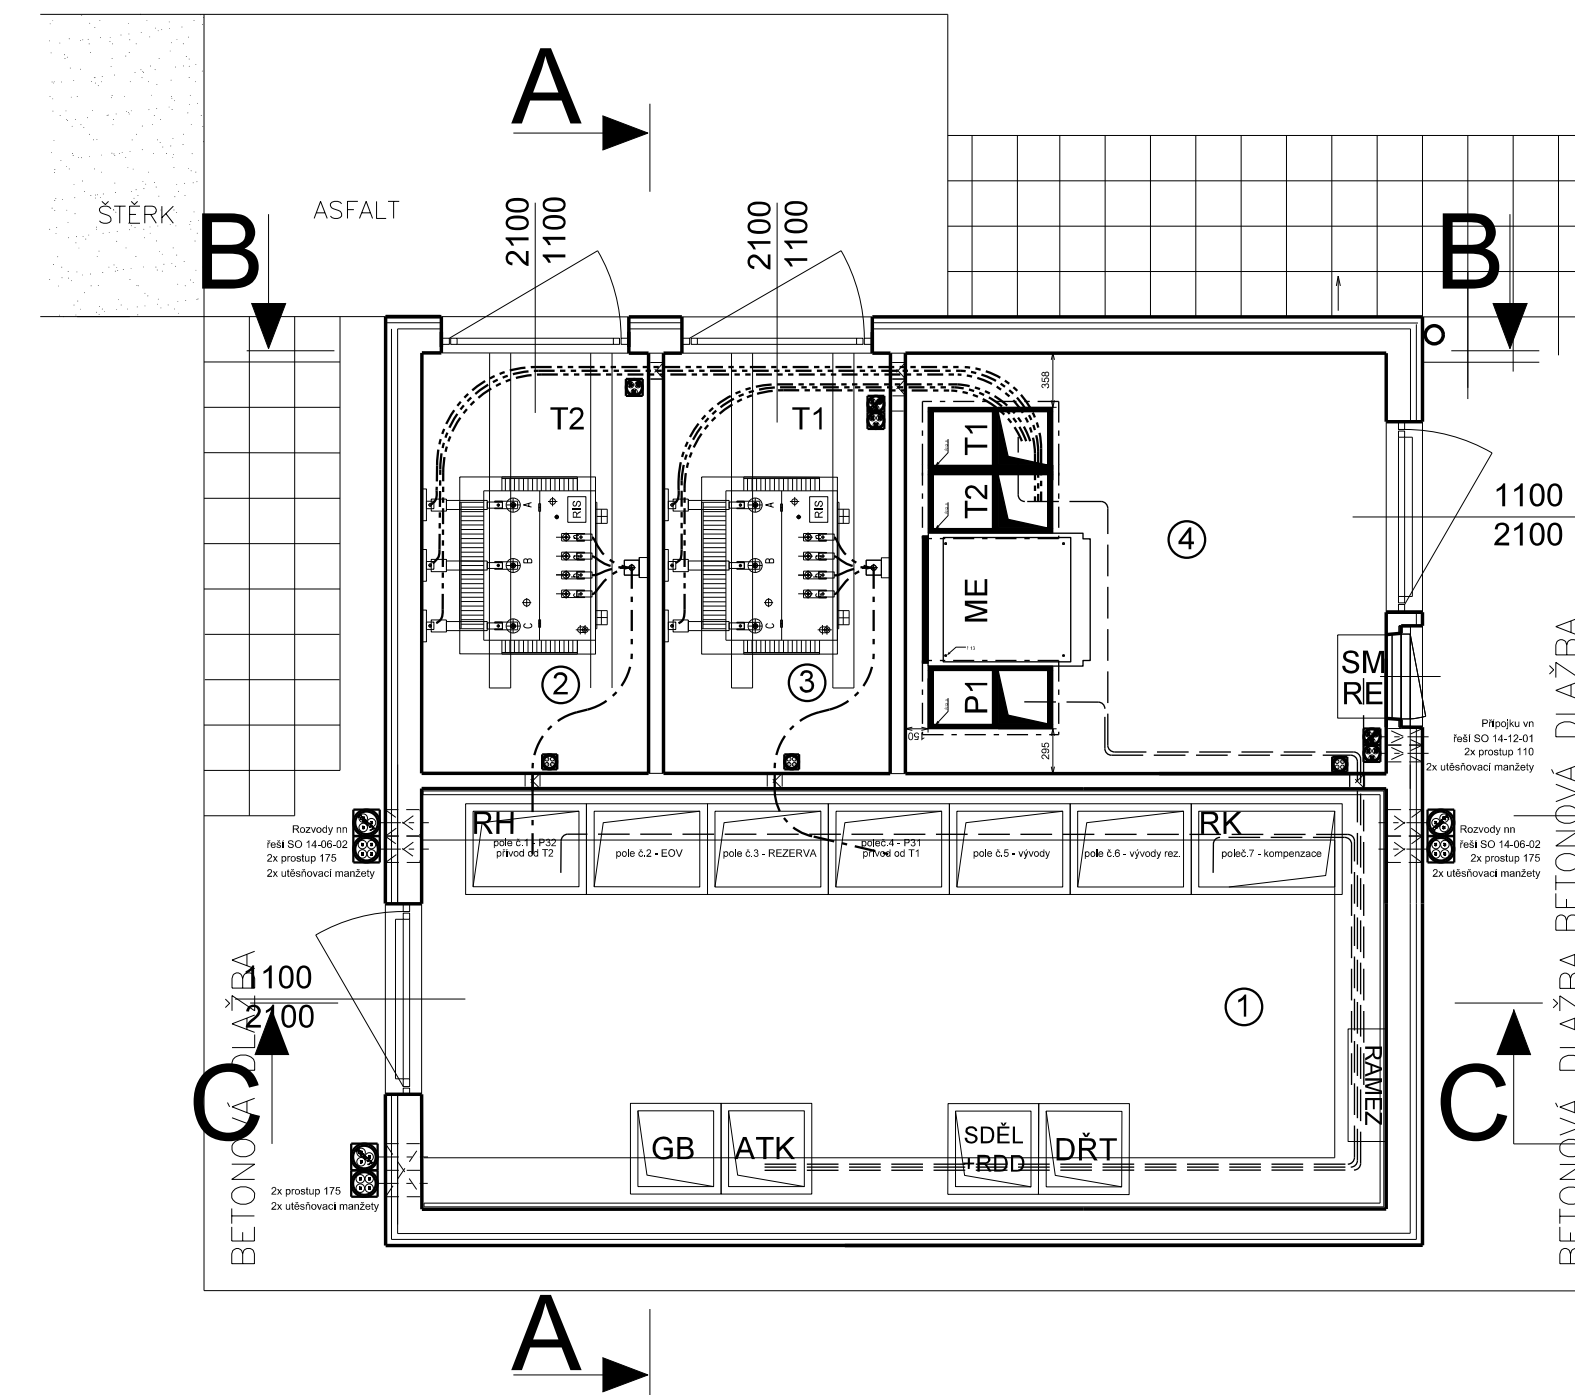 A
ŠTĚRK
ASFALT
B
2100
1100
2100
1100
B
T2
T1
358
T1
T2
ME
P1
150
295
RIS
A
B
C
RIS
A
B
C
2
3
4
1100
2100
SM
RE
Přípojku vn
řeší SO 14-12-01
2x prostup 110
2x utěsňovací manžety
Rozvody nn
řeší SO 14-06-02
2x prostup 175
2x utěsňovací manžety
RH
pole č.1 - P32
přívod od T2
pole č.2 - EOV
pole č.3 - REZERVA
pole č.4 - P31
přívod od T1
pole č.5 - vývody
pole č.6 - vývody rez.
RK
pole č.7 - kompenzace
Rozvody nn
řeší SO 14-06-02
2x prostup 175
2x utěsňovací manžety
1100
2100
1
C
C
RAMEZ
GB
ATK
SDĚL
+RDD
DŘT
2x prostup 175
2x utěsňovací manžety
BETONOVÁ DLAŽBA
BETONOVÁ DLAŽBA
BETONOVÁ DLAŽBA
A